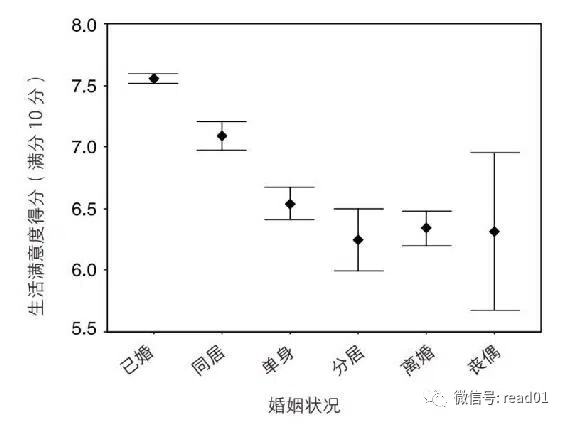 8.0
7.5
7.0
6.5
6.0
5.5
生活满意度得分（满分 10 分）
已婚
同居
单身
分居
离婚
丧偶
婚姻状况
微信号: read01